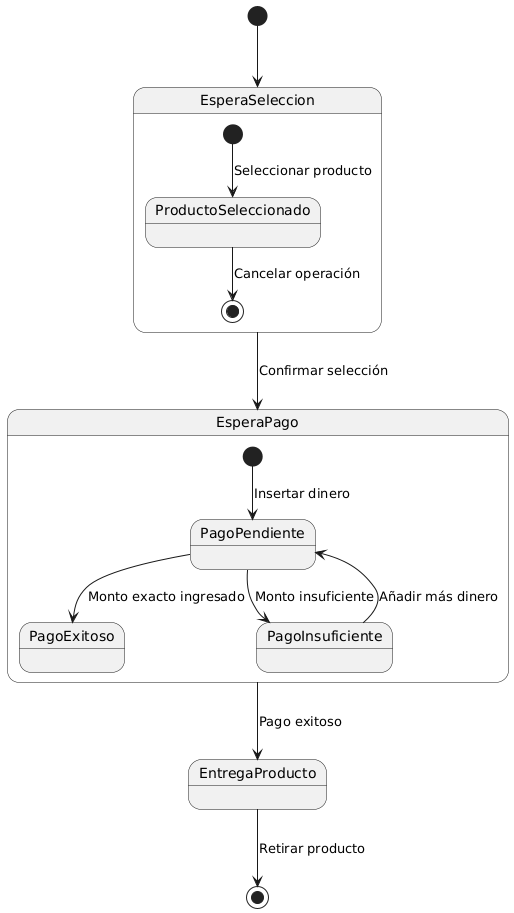 EsperaSeleccion
Seleccionar producto
ProductoSeleccionado
Cancelar operación
Confirmar selección
EsperaPago
Insertar dinero
PagoPendiente
Monto exacto ingresado
Monto insuficiente
Añadir más dinero
PagoExitoso
PagoInsuficiente
Pago exitoso
EntregaProducto
Retirar producto